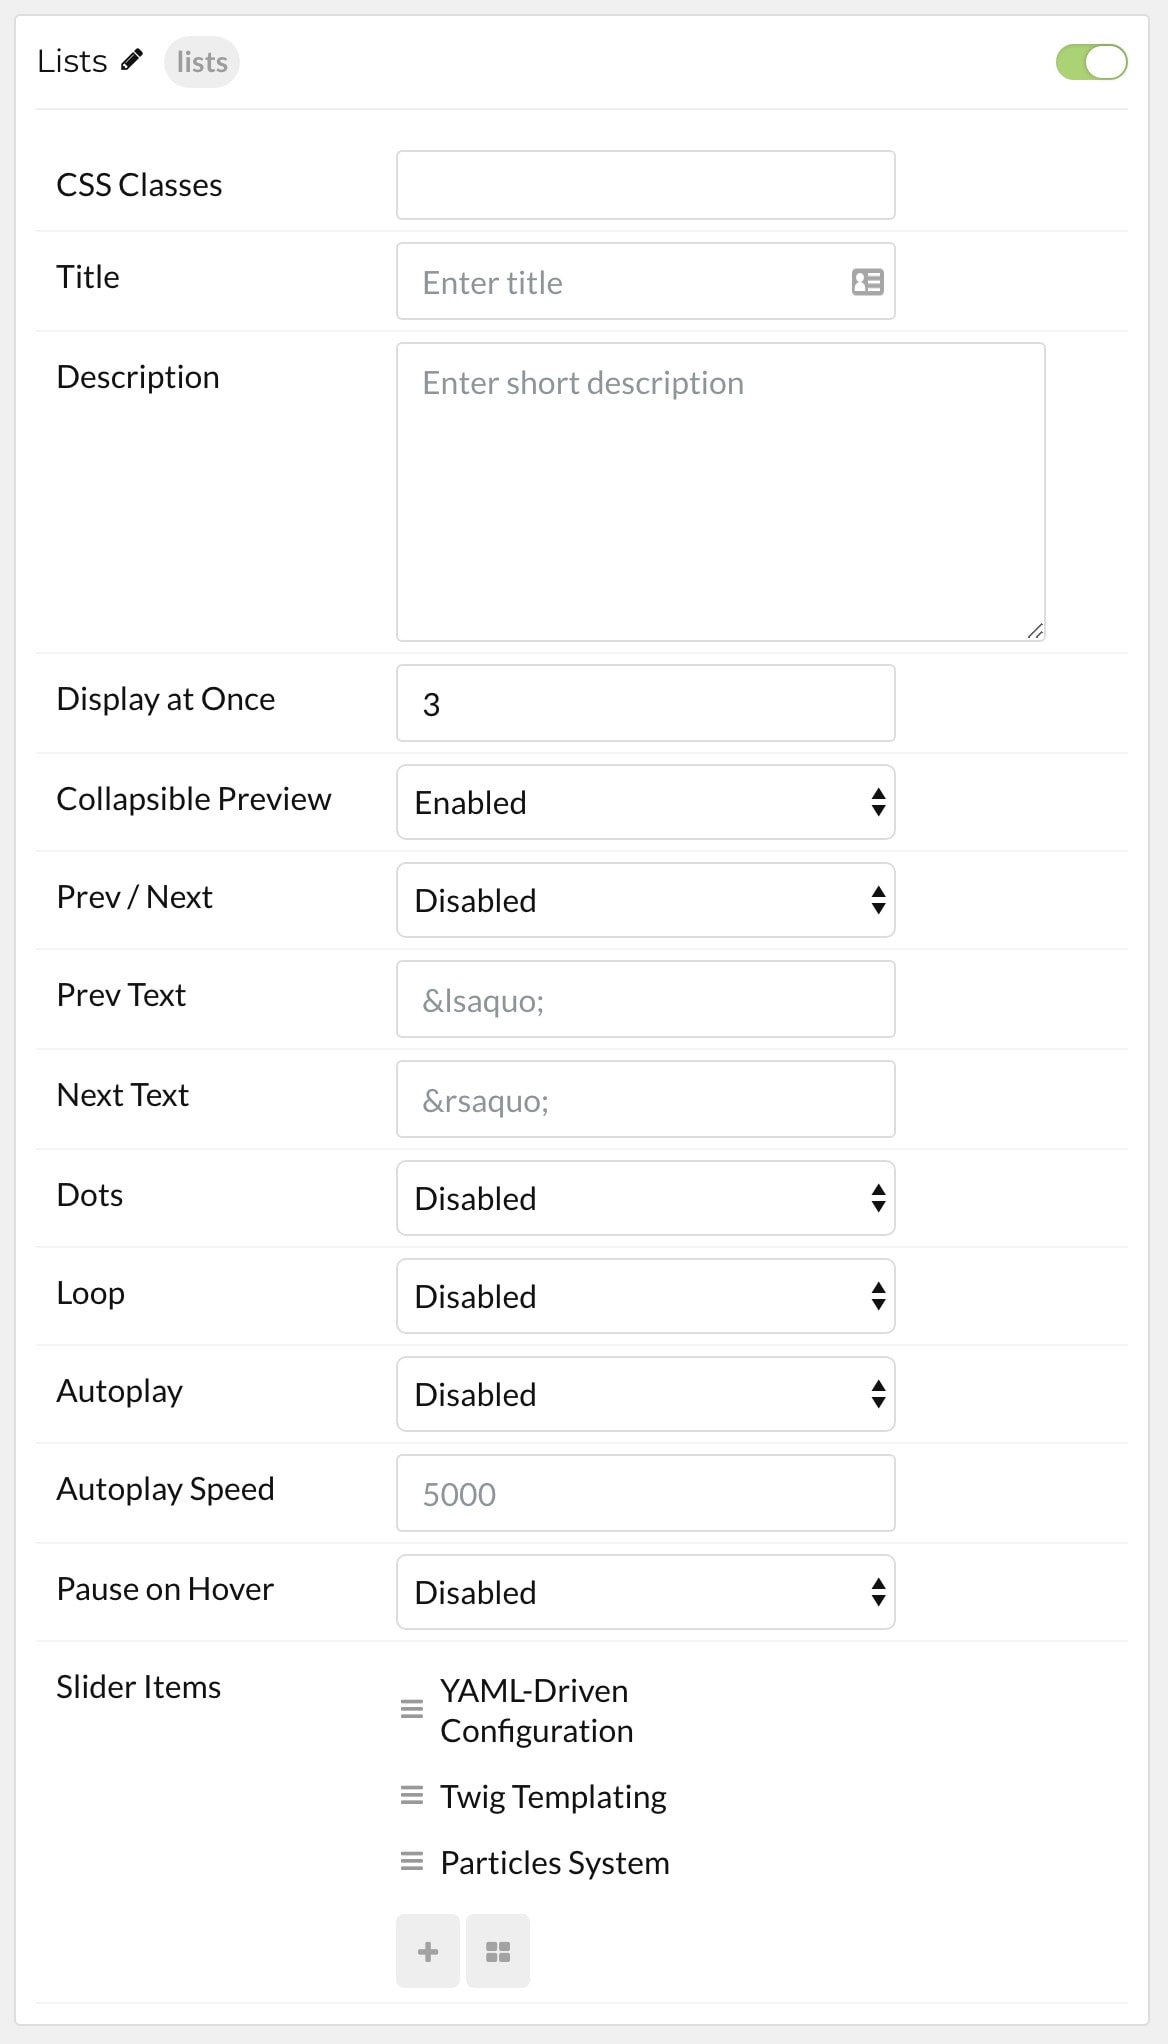 Lists lists
CSS Classes
Title Enter title
Description Enter short description
Display at Once 3
Collapsible Preview Enabled
Prev / Next Disabled
Prev Text &lsaquo;
Next Text &rsaquo;
Dots Disabled
Loop Disabled
Autoplay Disabled
Autoplay Speed 5000
Pause on Hover Disabled
Slider Items YAML-Driven
Configuration
Twig Templating
Particles System